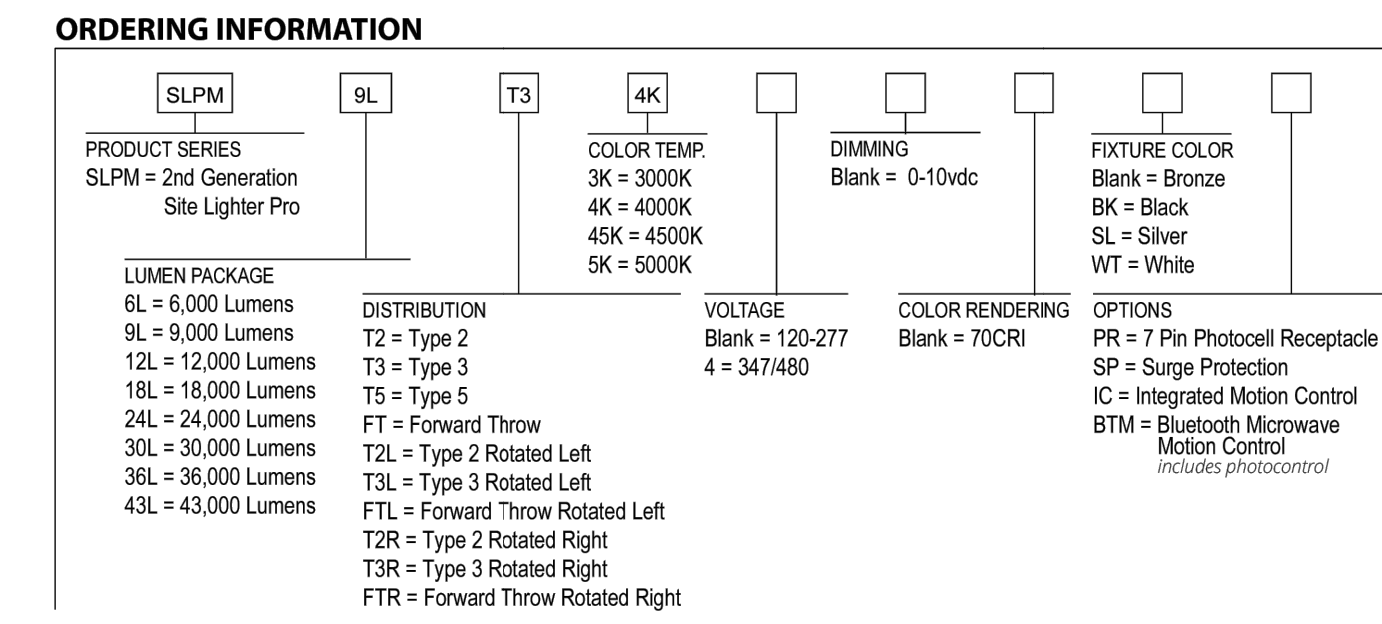 ORDERING INFORMATION
SLPM 9L T3 4K
PRODUCT SERIES
SLPM = 2nd Generation
Site Lighter Pro
LUMEN PACKAGE
6L = 6,000 Lumens
9L = 9,000 Lumens
12L = 12,000 Lumens
18L = 18,000 Lumens
24L = 24,000 Lumens
30L = 30,000 Lumens
36L = 36,000 Lumens
43L = 43,000 Lumens
DISTRIBUTION
T2 = Type 2
T3 = Type 3
T5 = Type 5
FT = Forward Throw
T2L = Type 2 Rotated Left
T3L = Type 3 Rotated Left
FTL = Forward Throw Rotated Left
T2R = Type 2 Rotated Right
T3R = Type 3 Rotated Right
FTR = Forward Throw Rotated Right
COLOR TEMP.
3K = 3000K
4K = 4000K
45K = 4500K
5K = 5000K
VOLTAGE
Blank = 120-277
4 = 347/480
DIMMING
Blank = 0-10vdc
COLOR RENDERING
Blank = 70CRI
FIXTURE COLOR
Blank = Bronze
BK = Black
SL = Silver
WT = White
OPTIONS
PR = 7 Pin Photocell Receptacle
SP = Surge Protection
IC = Integrated Motion Control
BTM = Bluetooth Microwave
Motion Control
includes photocontrol